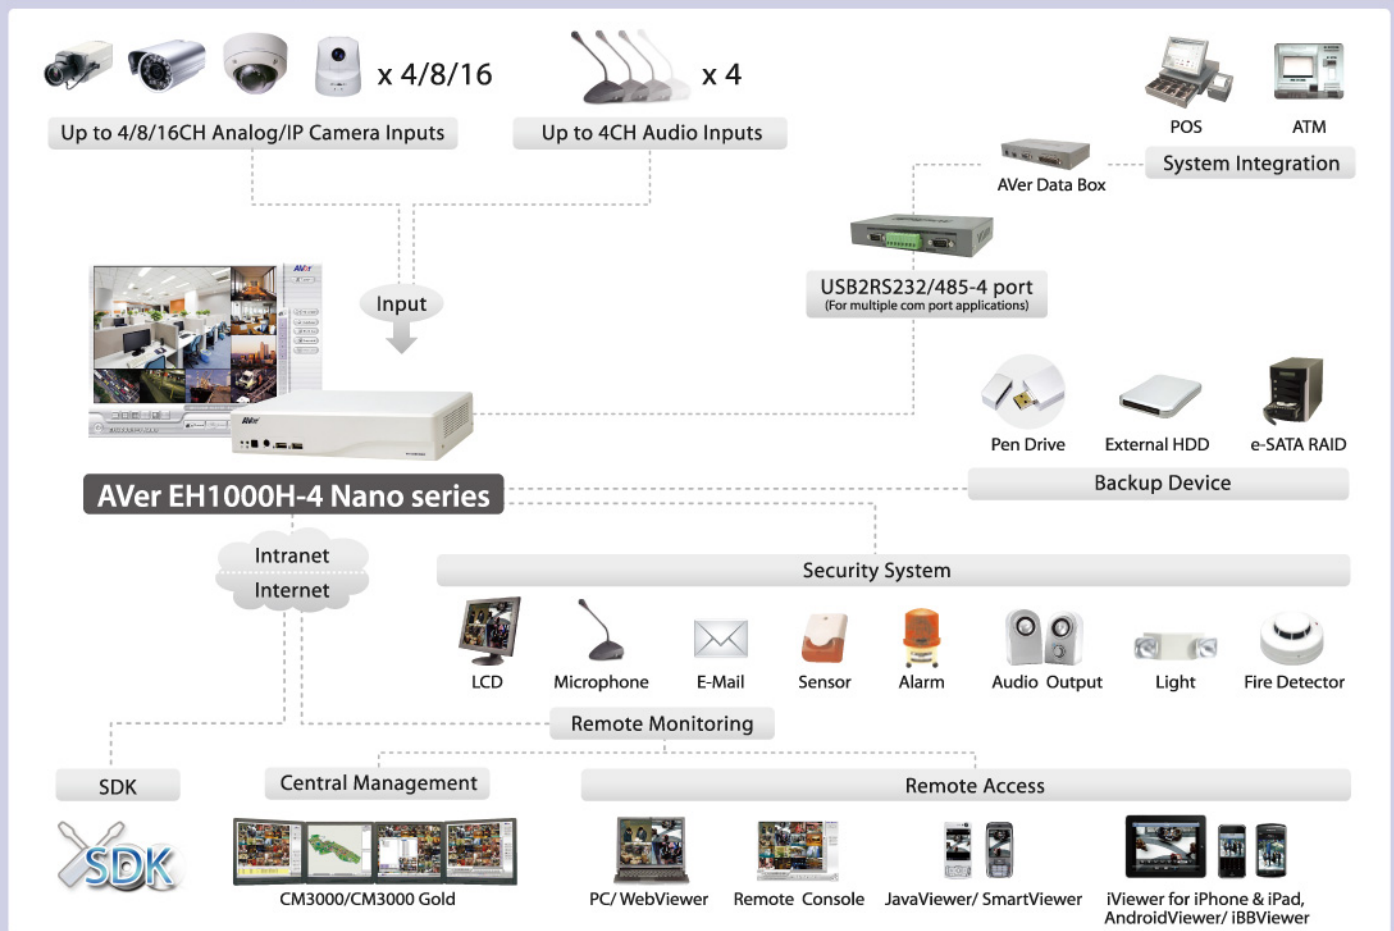 x 4/8/16
x 4
Up to 4/8/16CH Analog/IP Camera Inputs
Up to 4CH Audio Inputs
POS
ATM
System Integration
AVer Data Box
USB2RS232/485-4 port
(For multiple com port applications)
Input
AVer
AVer
Pen Drive
External HDD
e-SATA RAID
Backup Device
AVer EH1000H-4 Nano series
Intranet
Internet
Security System
LCD
Microphone
E-Mail
Sensor
Alarm
Audio Output
Light
Fire Detector
Remote Monitoring
SDK
Central Management
Remote Access
SDK
CM3000/CM3000 Gold
PC/ WebViewer
Remote Console
JavaViewer/ SmartViewer
iViewer for iPhone & iPad,
AndroidViewer/ iBBViewer